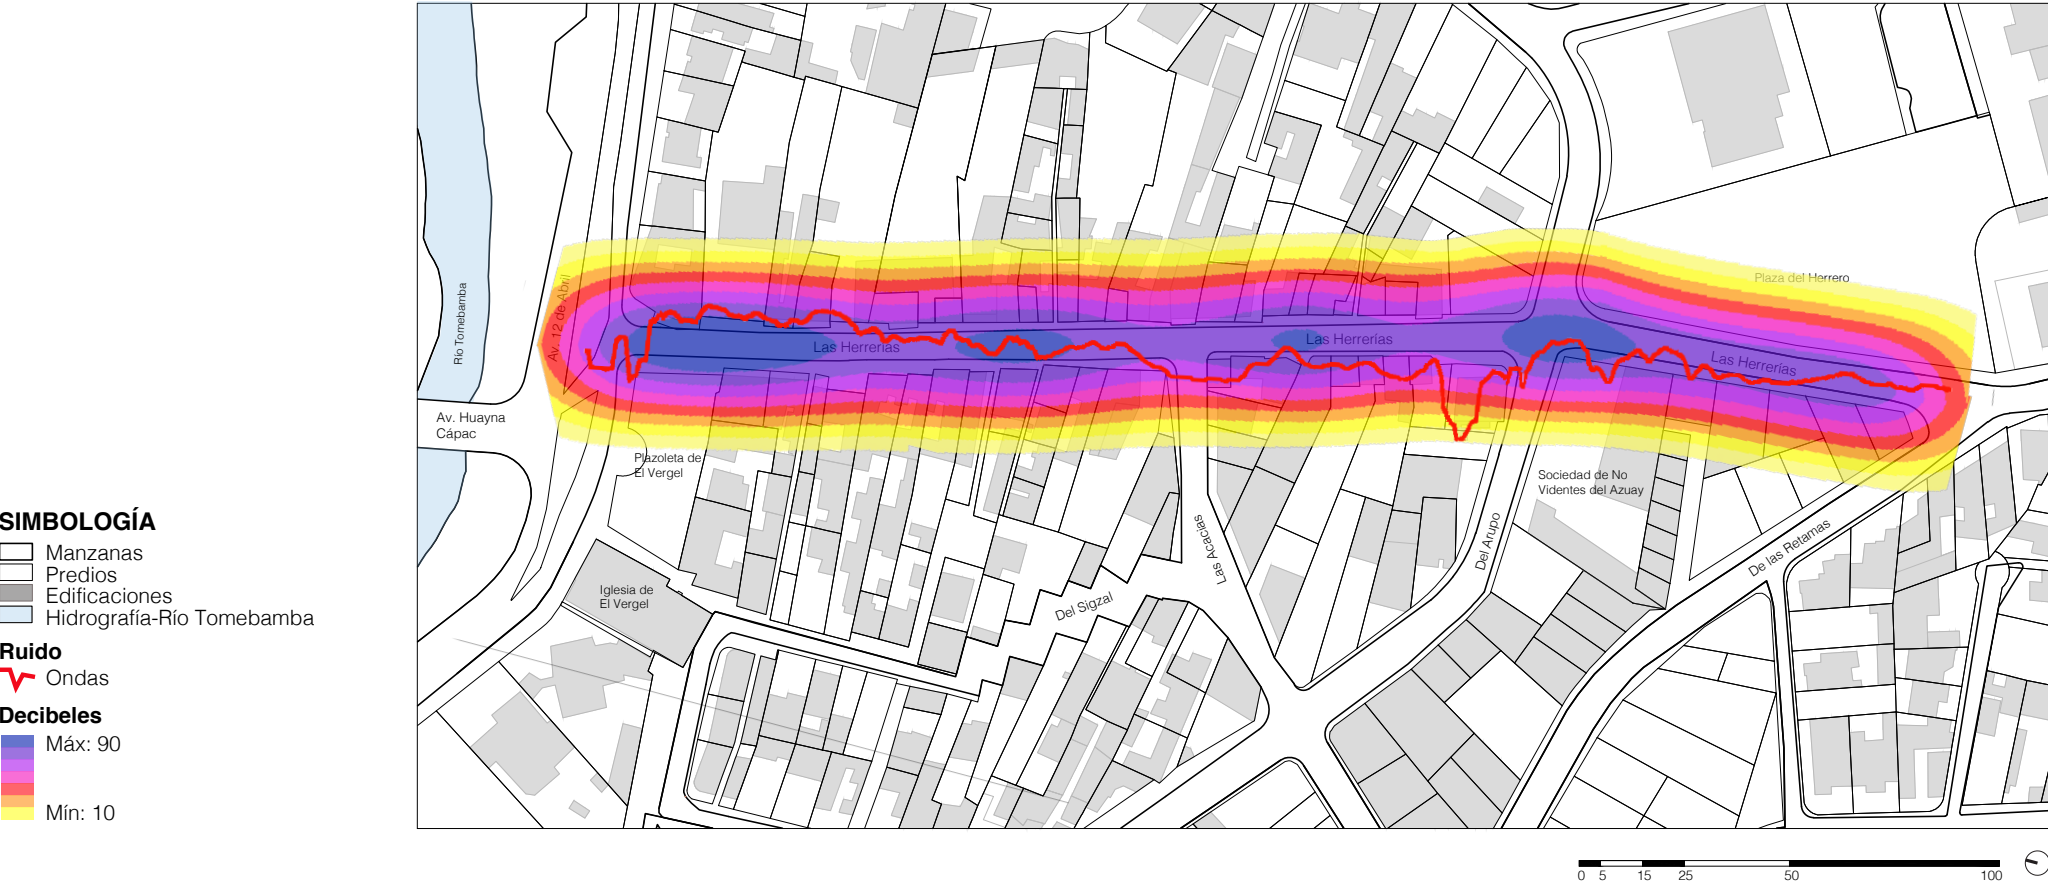 SIMBOLOGÍA
Manzanas
Predios
Edificaciones
Hidrografía-Río Tomebamba
Ruido
Ondas
Decibeles
Máx: 90
Mín: 10
Río Tomebamba
Av. 12 de Abril
Av. Huayna
Cápac
Las Herrerías
Las Herrerías
Las Herrerías
Plaza del Herrero
Plazoleta de
El Vergel
Iglesia de
El Vergel
Del Sigzal
Las Acacias
Del Arupo
Sociedad de No
Videntes del Azuay
De las Retamas
0 5 15 25 50 100